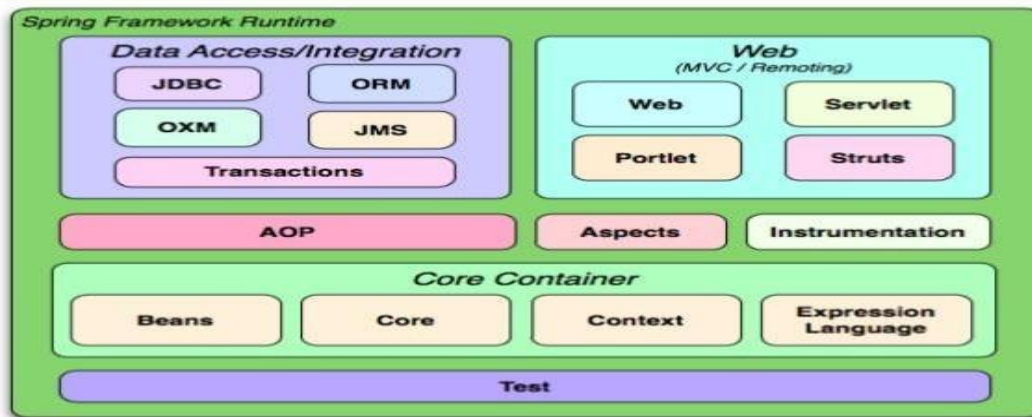 Spring Framework Runtime
Data Access/Integration
JDBC
ORM
OXM
JMS
Transactions
Web
(MVC / Remoting)
Web
Servlet
Portlet
Struts
AOP
Aspects
Instrumentation
Core Container
Beans
Core
Context
Expression
Language
Test